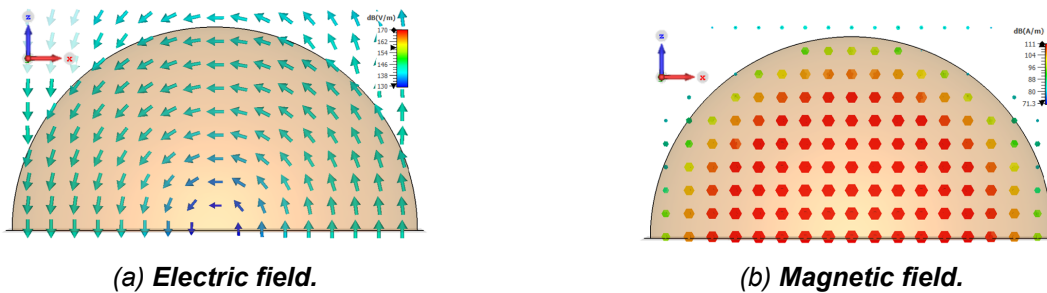 dB(V/m)
170
162
154
146
138
130
z
x
(a) Electric field.
dB(A/m)
111
104
96
88
80
71.3
z
x
(b) Magnetic field.